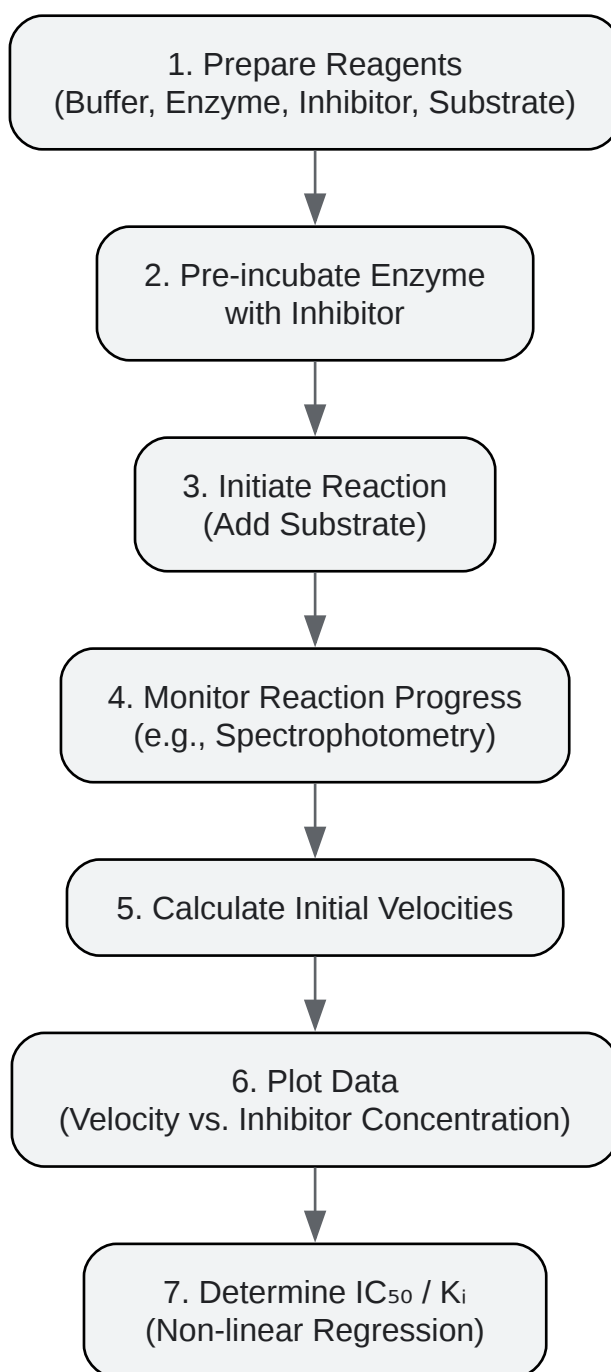 1. Prepare Reagents
(Buffer, Enzyme, Inhibitor, Substrate)
2. Pre-incubate Enzyme
with Inhibitor
3. Initiate Reaction
(Add Substrate)
4. Monitor Reaction Progress
(e.g., Spectrophotometry)
5. Calculate Initial Velocities
6. Plot Data
(Velocity vs. Inhibitor Concentration)
7. Determine IC₅₀ / Kᵢ
(Non-linear Regression)